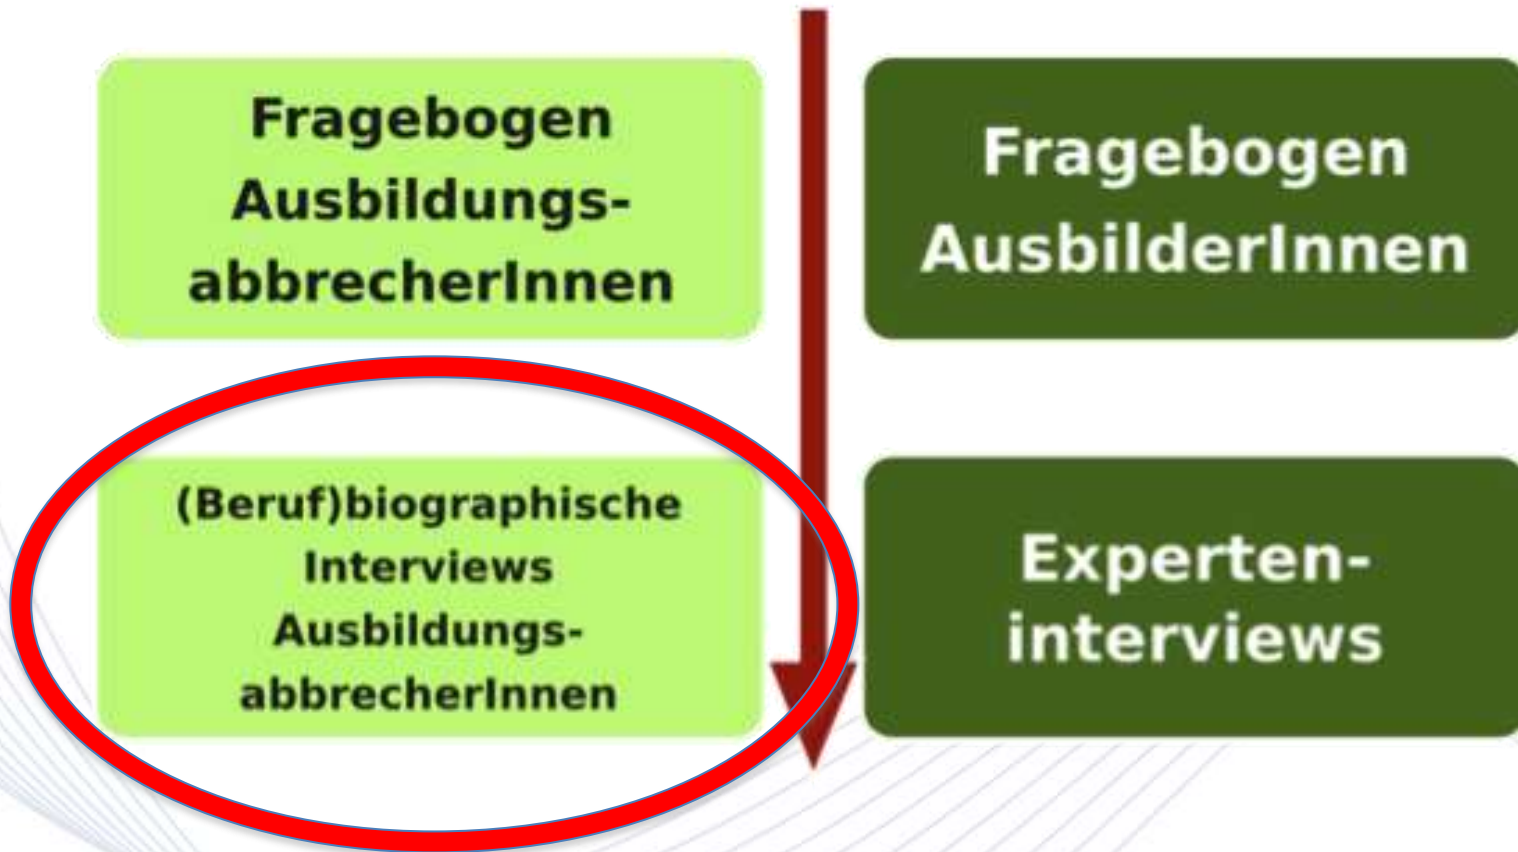 Fragebogen
Ausbildungs-
abbrecherInnen
Fragebogen
AusbilderInnen
(Beruf)biographische
Interviews
Ausbildungs-
abbrecherInnen
Experten-
interviews